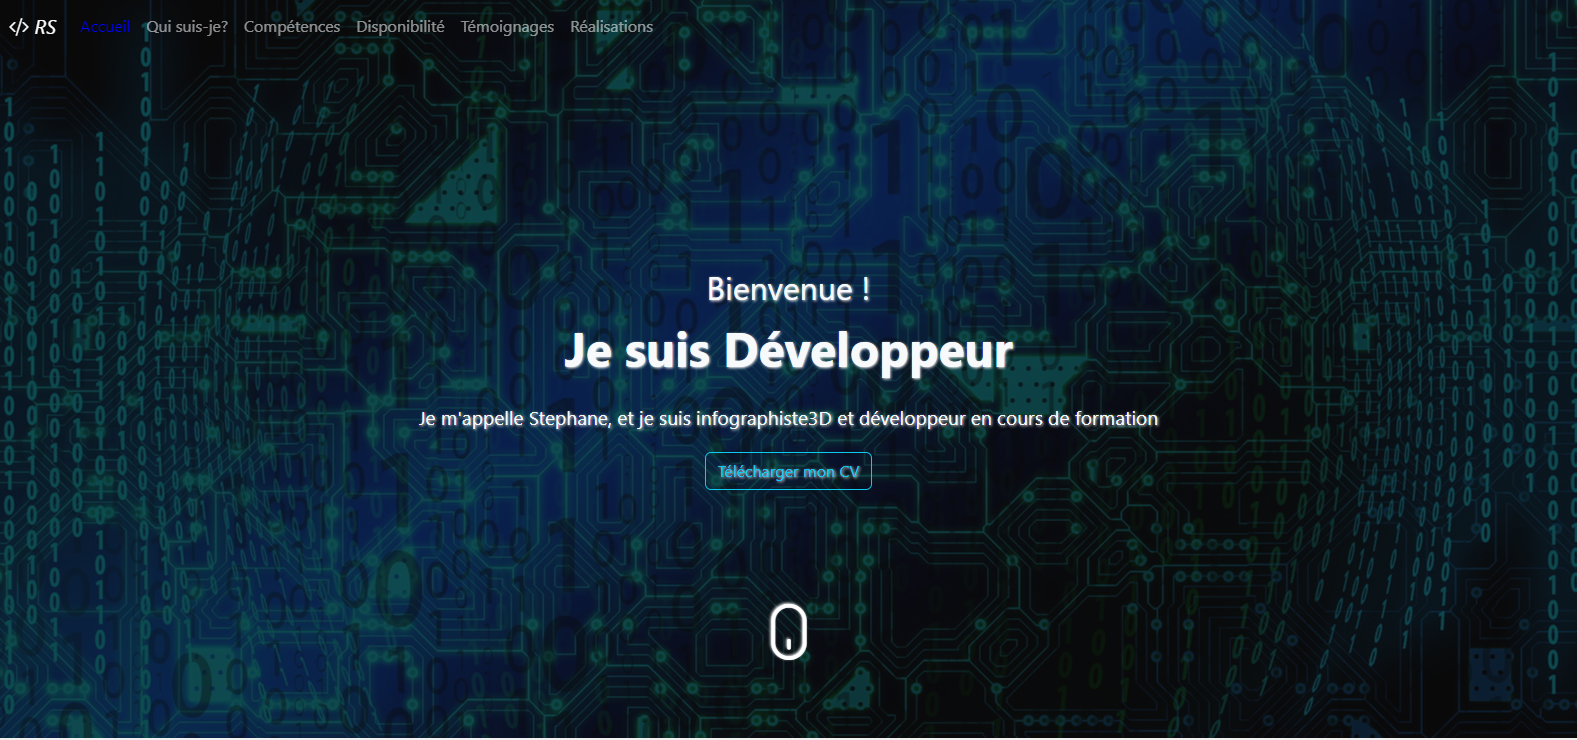 </> RS Accueil Qui suis-je? Compétences Disponibilité Témoignages Réalisations
Bienvenue !
Je suis Développeur
Je m'appelle Stephane, et je suis infographiste3D et développeur en cours de formation
Télécharger mon CV